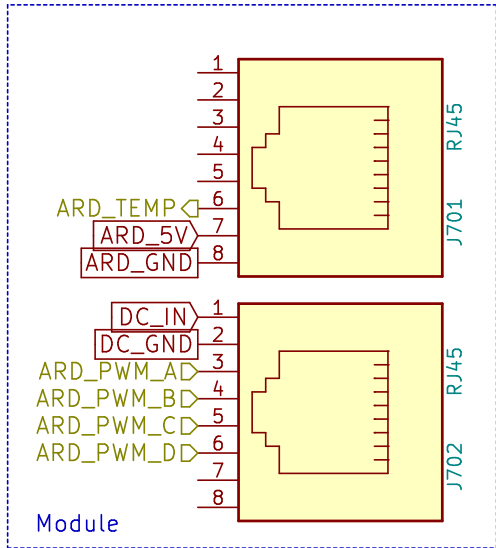 1
2
3
4
5
ARD_TEMP 6
ARD_5V 7
ARD_GND 8
RJ45
J701
DC_IN 1
DC_GND 2
ARD_PWM_A 3
ARD_PWM_B 4
ARD_PWM_C 5
ARD_PWM_D 6
7
8
RJ45
J702
Module